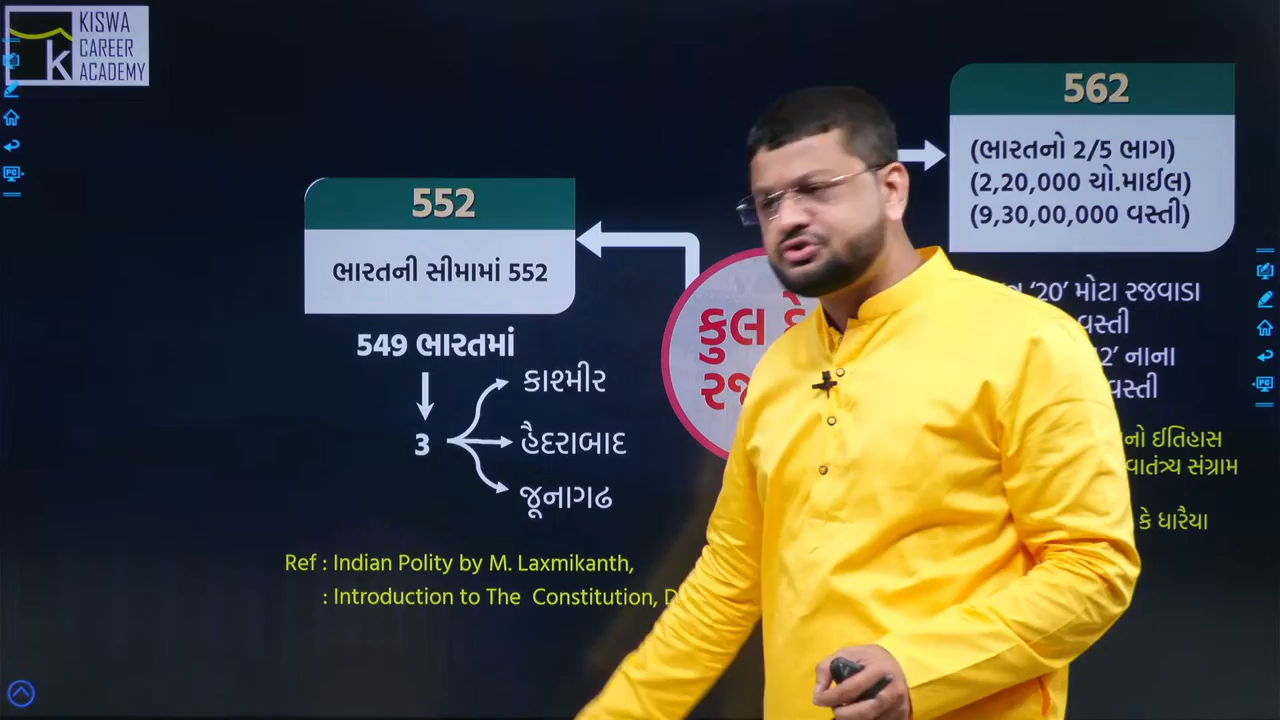 KISWA
CAREER
ACADEMY
k
562
(ભારતનો 2/5 ભાગ)
(2,20,000 ચો.માઈલ)
(9,30,00,000 વસ્તી)
552
ભારતની સીમામાં 552
549 ભારતમાં
3
કાશ્મીર
હૈદરાબાદ
જૂનાગઢ
કુલ
'20' મોટા રજવાડા
વસ્તી
નાના
વસ્તી
ઈતિહાસ
સંગ્રામ
કે ધારૈયા
Ref : Indian Polity by M. Laxmikanth,
: Introduction to The Constitution,